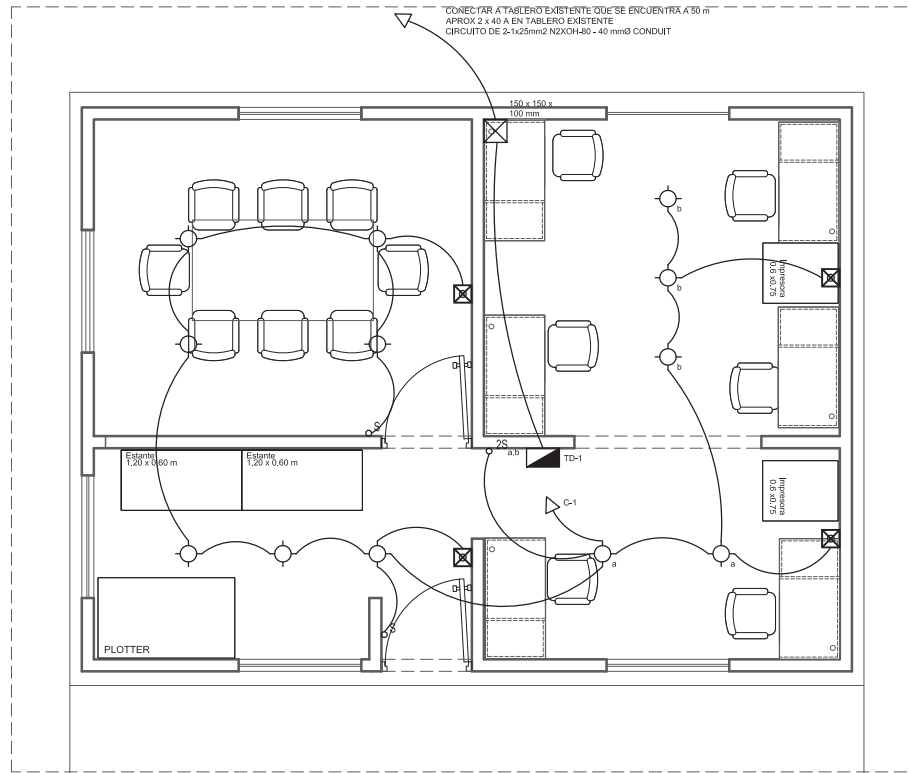 CONECTAR A TABLERO EXISTENTE QUE SE ENCUENTRA A 50 m
APROX 2 x 40 A EN TABLERO EXISTENTE
CIRCUITO DE 2-1x25mm2 N2XOH-80 - 40 mmØ CONDUIT
150 x 150 x
100 mm
b
b
Impresora
0.6 x0.75
b
S
2S
a,b
TD-1
Estante
1.20 x 0.60 m
Estante
1.20 x 0.60 m
C-1
Impresora
0.6 x0.75
a
a
S
PLOTTER